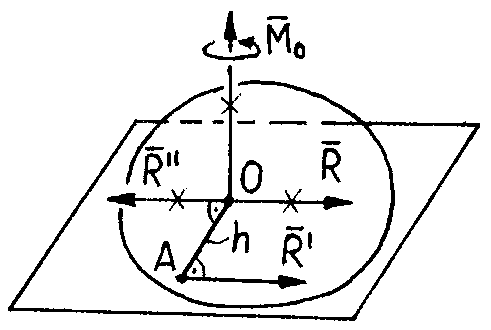 M̄₀
R̄" O R̄
A h R̄'